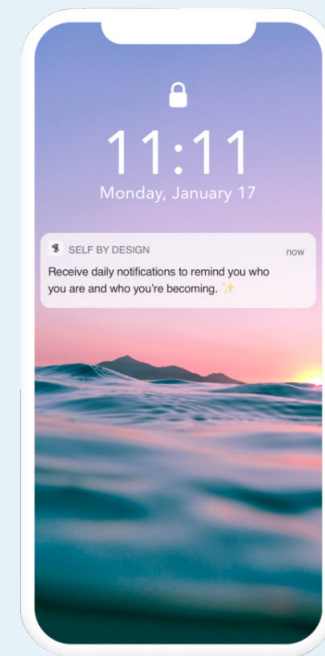 11:11
Monday, January 17
SELF BY DESIGN now
Receive daily notifications to remind you who
you are and who you're becoming. ✨